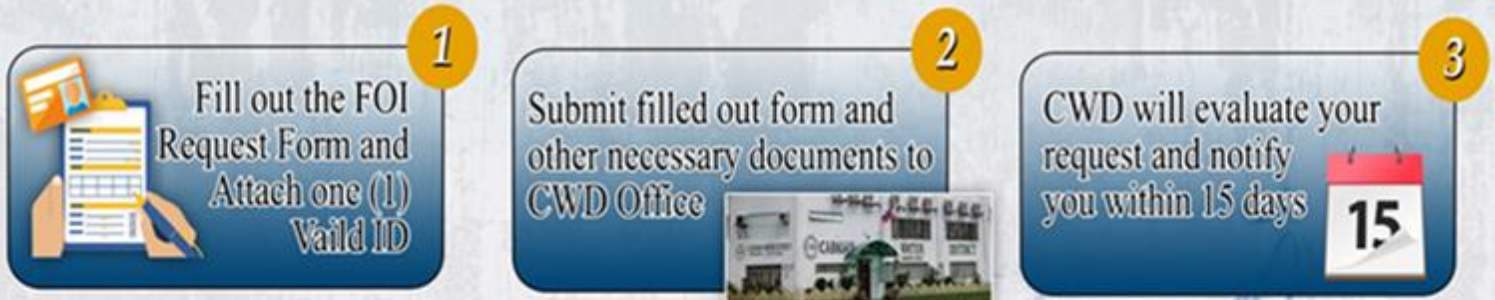 1
Fill out the FOI
Request Form and
Attach one (1)
Vaild ID
2
Submit filled out form and
other necessary documents to
CWD Office
WATER
DISTRICT
3
CWD will evaluate your
request and notify
you within 15 days
15